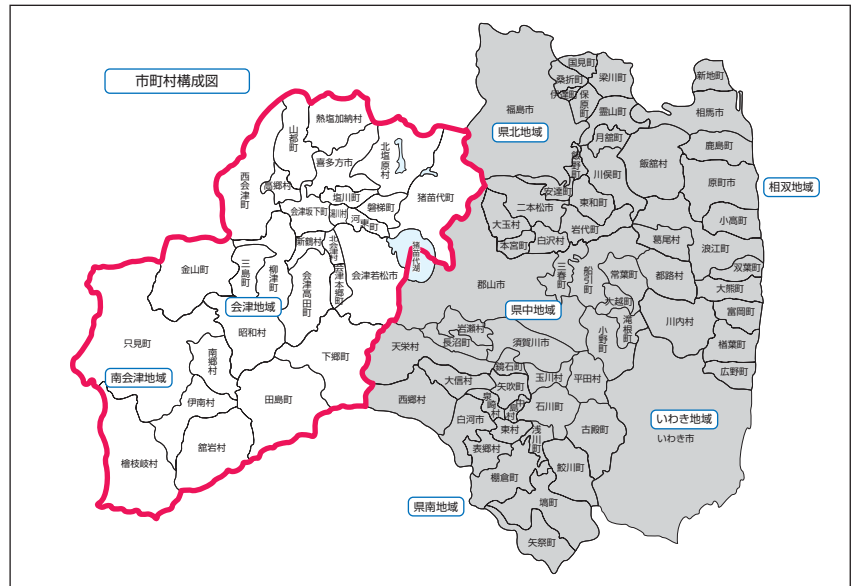 市町村構成図
国見町
桑折町
梁川町
伊達町
保原町
新地町
福島市
霊山町
相馬市
県北地域
月舘町
飯舘村
鹿島町
飯野町
川俣町
原町市
相双地域
安達町
二本松市
東和町
大玉村
本宮町
白沢村
岩代町
小高町
葛尾村
浪江町
双葉町
三春町
船引町
常葉町
都路村
大熊町
郡山市
大越町
県中地域
滝根町
富岡町
川内村
小野町
楢葉町
岩瀬村
長沼町
須賀川市
天栄村
広野町
鏡石町
玉川村
平田村
大信村
矢吹町
西郷村
泉崎村
中島村
石川町
いわき地域
白河市
東村
浅川町
古殿町
いわき市
表郷村
棚倉町
鮫川村
県南地域
塙町
矢祭町
熱塩加納村
山都町
北塩原村
喜多方市
西会津町
高郷村
猪苗代町
塩川町
磐梯町
会津坂下町
湯川村
河東町
新鶴村
北会津村
猪苗代湖
会津若松市
金山町
三島町
柳津町
会津高田町
会津本郷町
会津地域
昭和村
只見町
下郷町
南郷村
南会津地域
伊南村
田島町
舘岩村
檜枝岐村